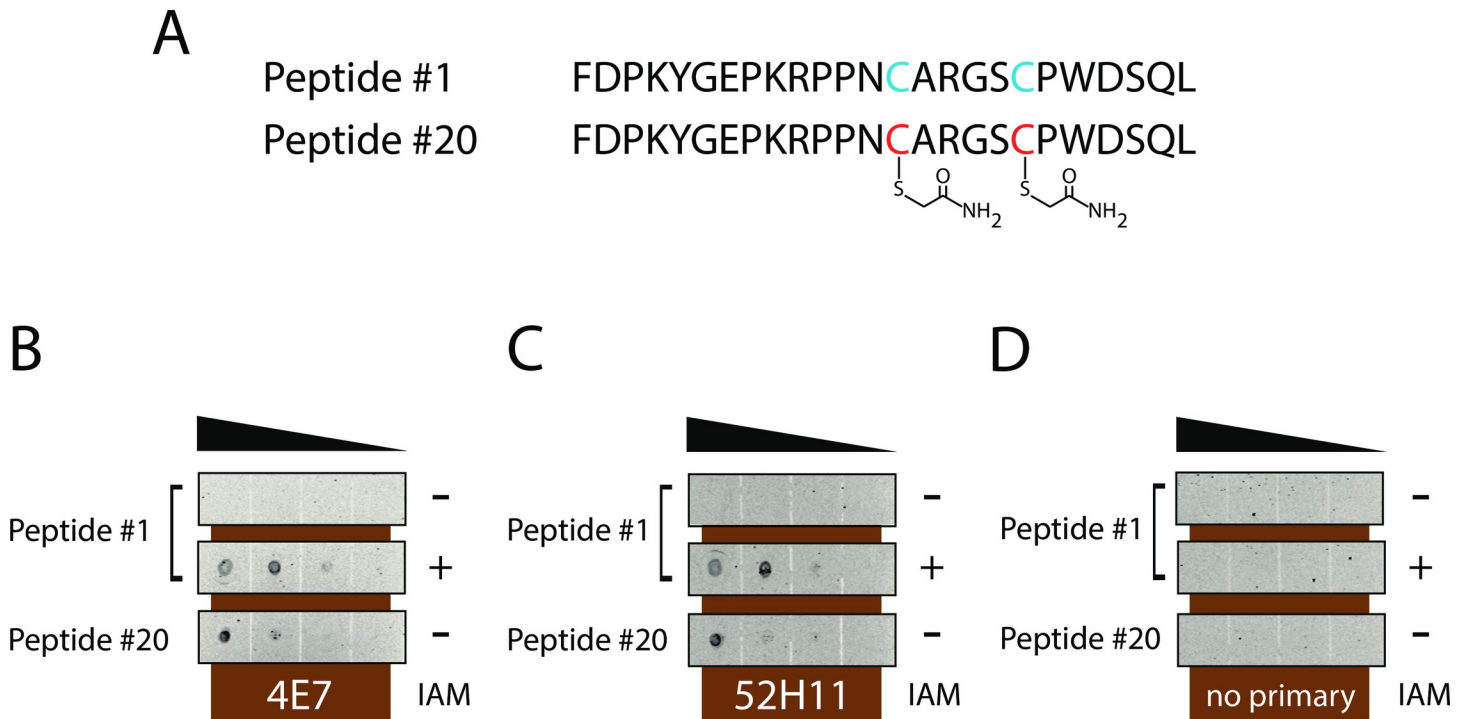 A
Peptide #1 FDPKYGEPKRPPNCARGSCPWDSQL
Peptide #20 FDPKYGEPKRPPNCARGSCPWDSQL
S O NH2 S O NH2
B C D
Peptide #1 - Peptide #1 - Peptide #1 -
+ + +
Peptide #20 - Peptide #20 - Peptide #20 -
4E7 IAM 52H11 IAM no primary IAM